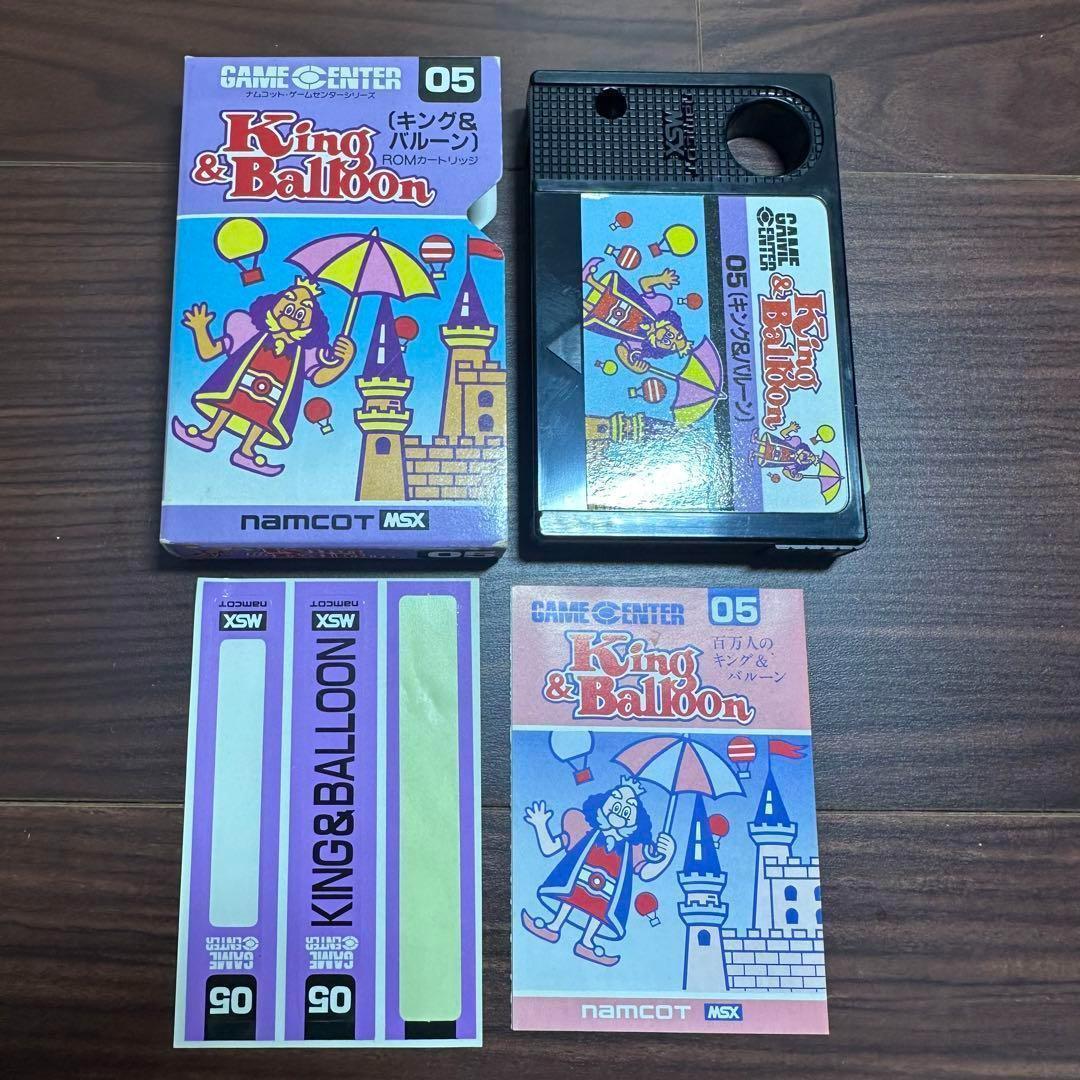 GAME CENTER 05
ナムコット・ゲームセンターシリーズ
King
& Balloon
〔キング&
バルーン〕
ROMカートリッジ
namcot MSX
05
namcot
MSX
GAME
CENTER
05〔キング&バルーン〕
King
& Balloon
namcot
MSX
GAME
CENTER
05
namcot
MSX
KING&BALLOON
GAME
CENTER
05
GAME CENTER 05
King
& Balloon
百万人の
キング&
バルーン
namcot MSX